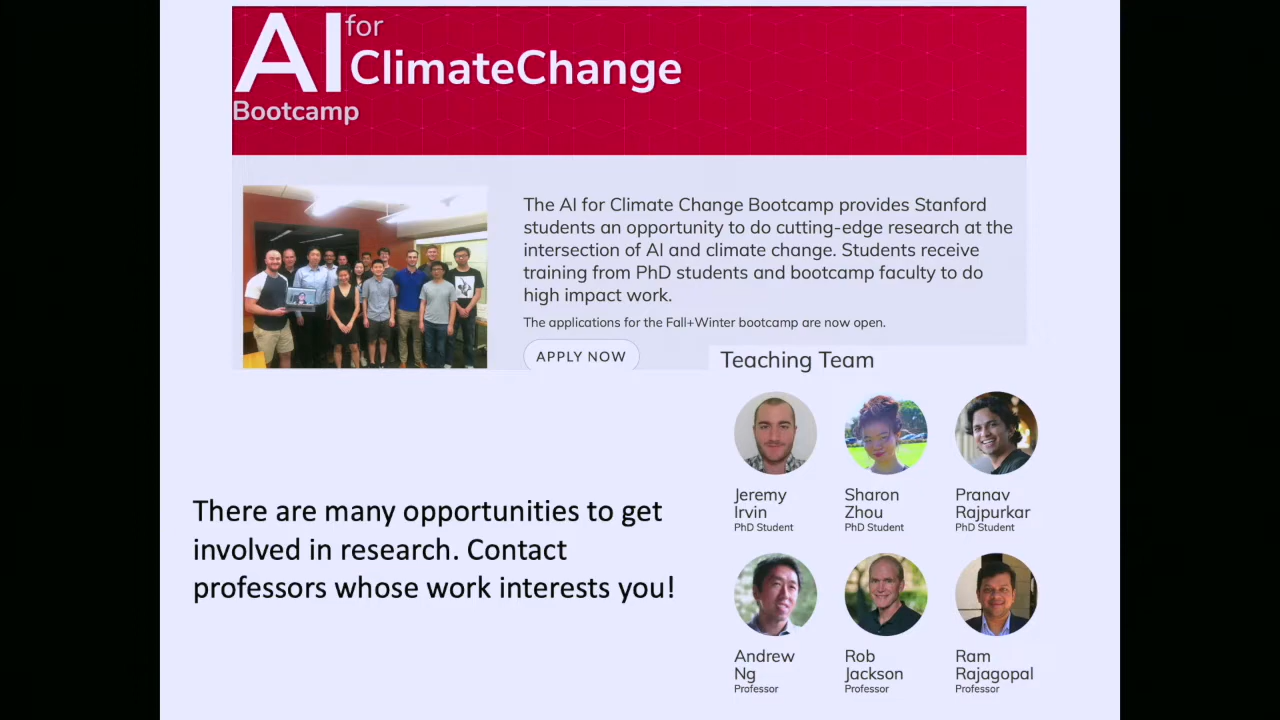 AI for
ClimateChange
Bootcamp
The AI for Climate Change Bootcamp provides Stanford
students an opportunity to do cutting-edge research at the
intersection of AI and climate change. Students receive
training from PhD students and bootcamp faculty to do
high impact work.
The applications for the Fall+Winter bootcamp are now open.
APPLY NOW
Teaching Team
Jeremy
Irvin
PhD Student
Sharon
Zhou
PhD Student
Pranav
Rajpurkar
PhD Student
There are many opportunities to get
involved in research. Contact
professors whose work interests you!
Andrew
Ng
Professor
Rob
Jackson
Professor
Ram
Rajagopal
Professor